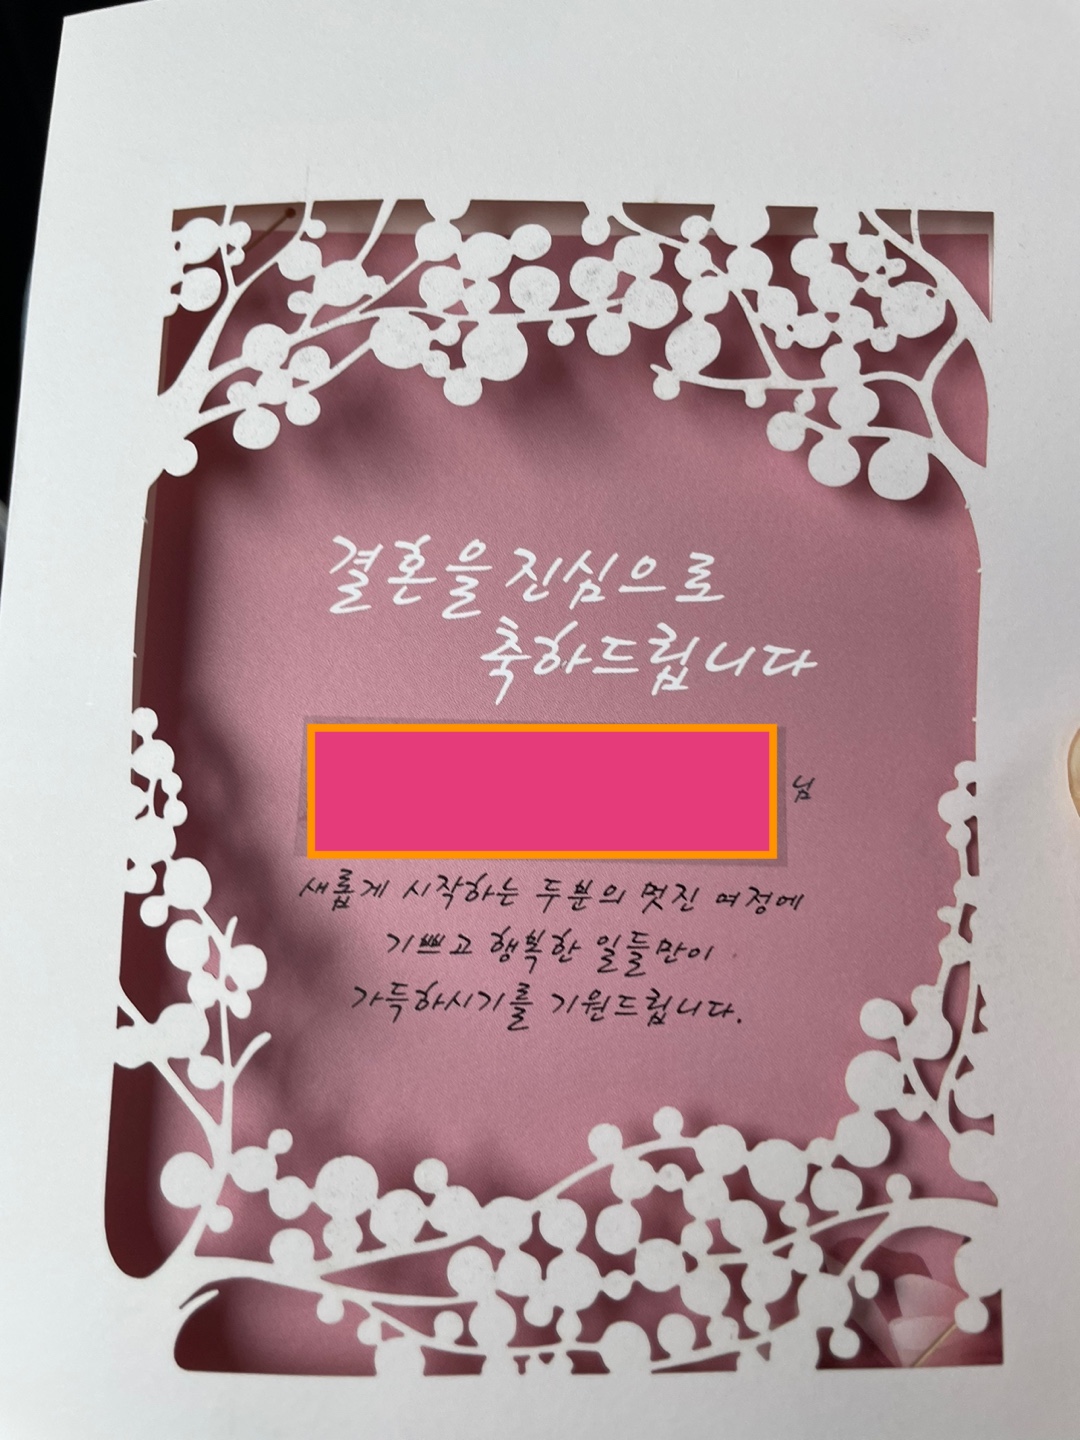 결혼을 진심으로
축하드립니다
님
새롭게 시작하는 두분의 멋진 여정에
기쁘고 행복한 일들만이
가득하시기를 기원드립니다.